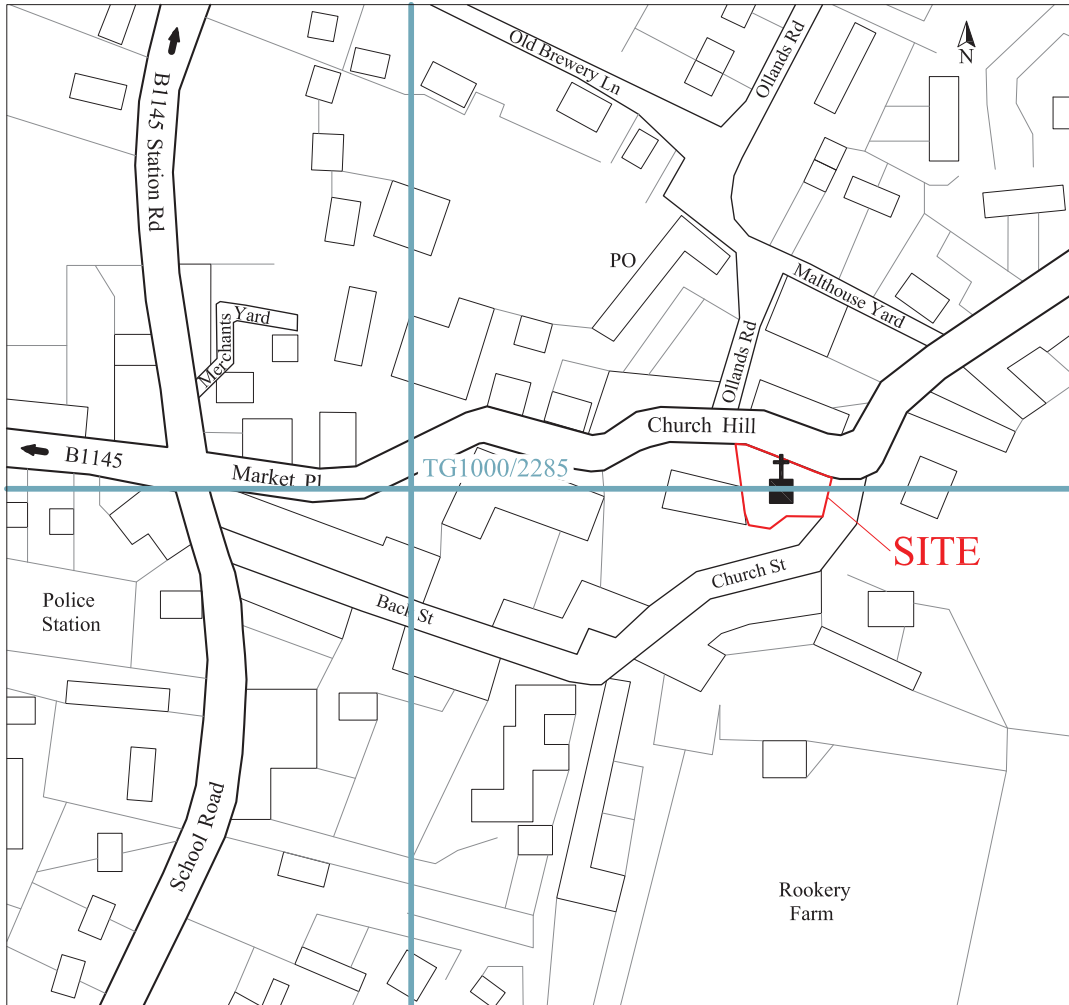 Old Brewery Ln
Ollands Rd
N
B1145 Station Rd
PO
Malthouse Yard
Merchants
Yard
Ollands Rd
Church Hill
B1145
Market Pl
TG1000/2285
SITE
Church St
Back St
Police
Station
School Road
Rookery
Farm